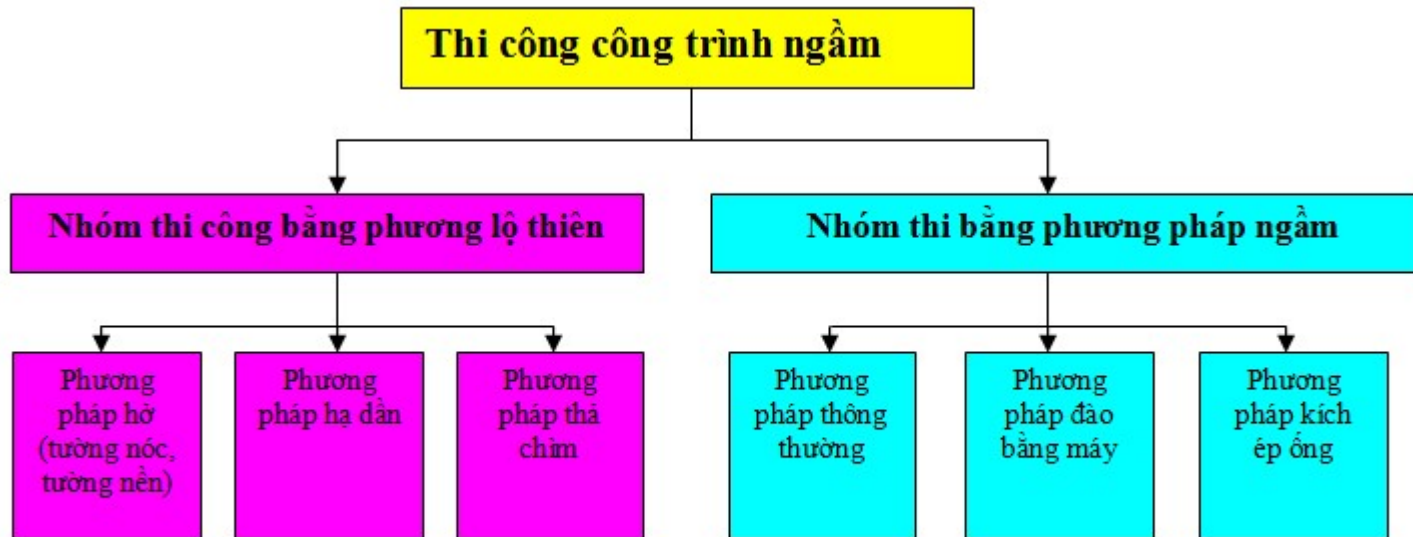 Thi công công trình ngầm
Nhóm thi công bằng phương lộ thiên
Nhóm thi bằng phương pháp ngầm
Phương
pháp hở
(tường nóc,
tường nền)
Phương
pháp hạ dần
Phương
pháp thả
chìm
Phương
pháp thông
thường
Phương
pháp đào
bằng máy
Phương
pháp kích
ép ống